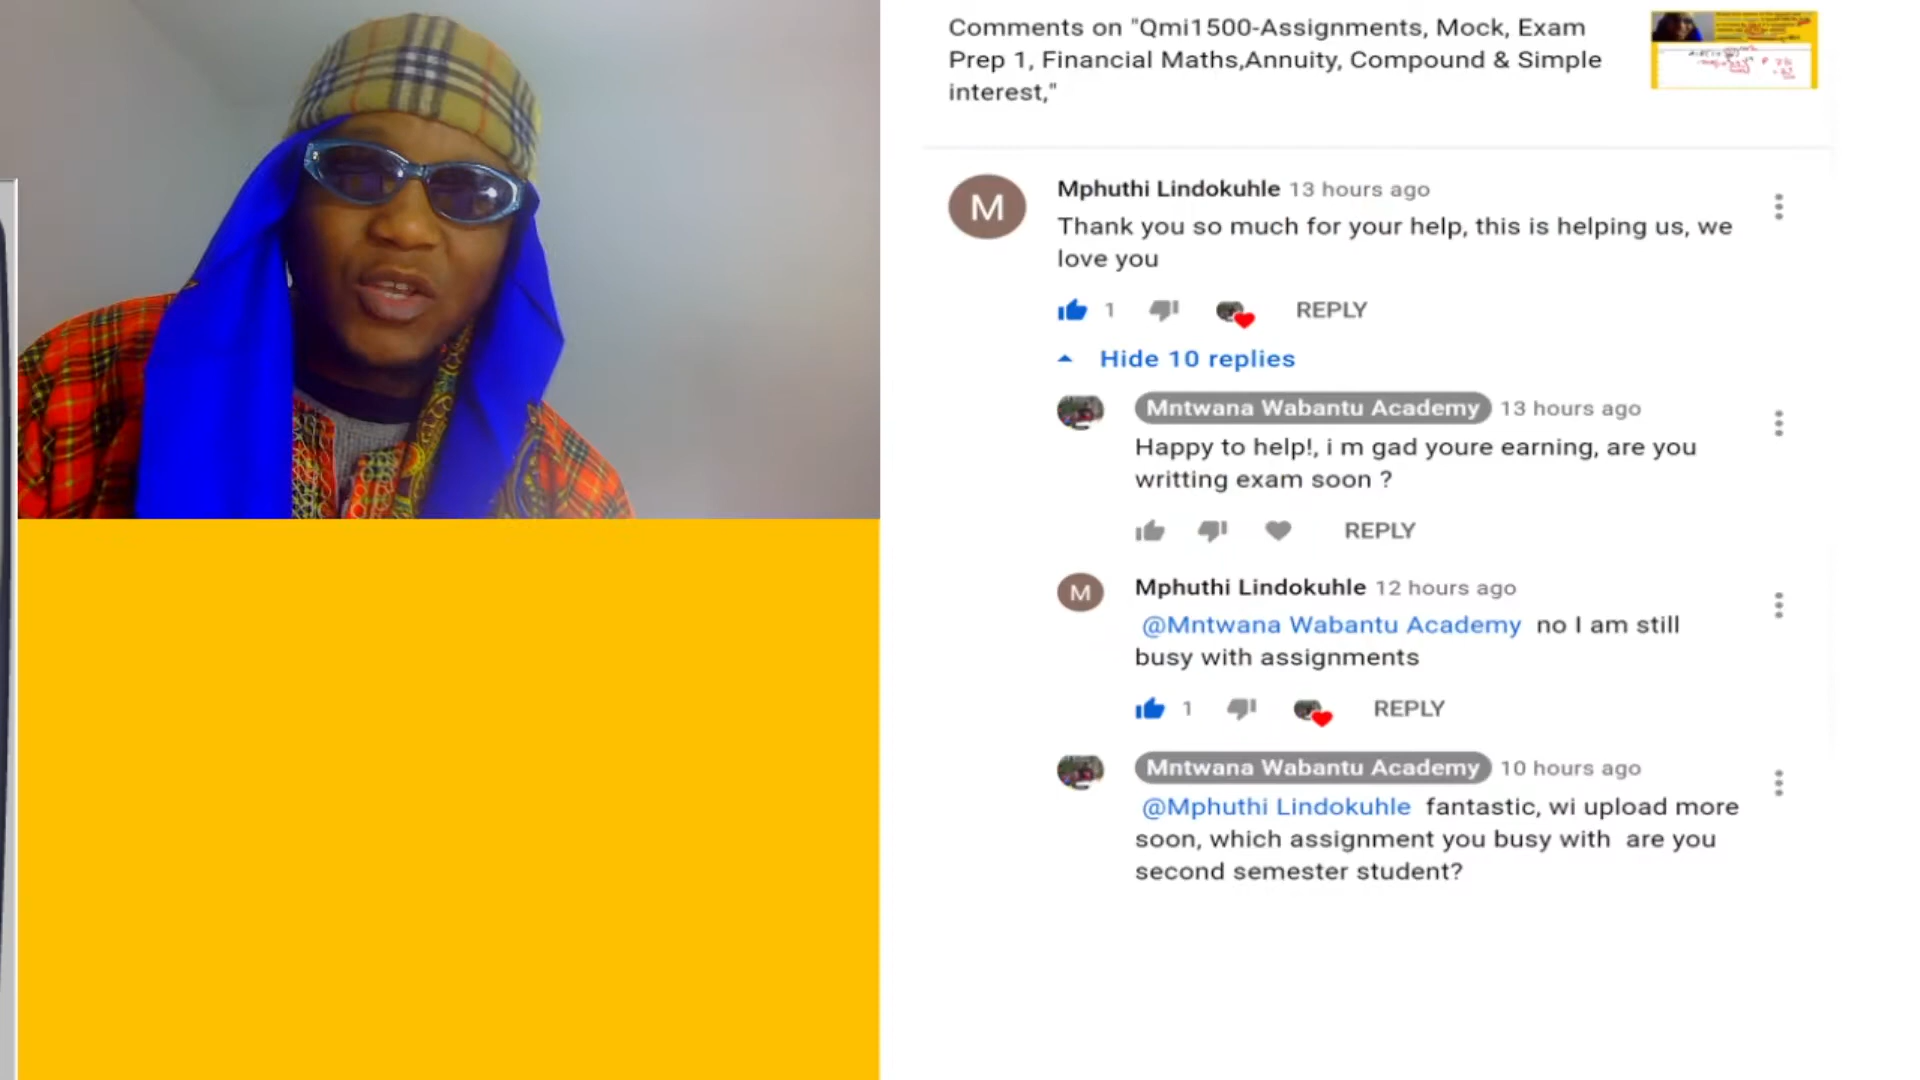 Comments on "Qmi1500-Assignments, Mock, Exam
Prep 1, Financial Maths,Annuity, Compound & Simple
interest,"
M
Mphuthi Lindokuhle 13 hours ago
Thank you so much for your help, this is helping us, we
love you
1 REPLY
Hide 10 replies
Mntwana Wabantu Academy 13 hours ago
Happy to help!, i m gad youre earning, are you
writting exam soon ?
REPLY
M
Mphuthi Lindokuhle 12 hours ago
@Mntwana Wabantu Academy no I am still
busy with assignments
1 REPLY
Mntwana Wabantu Academy 10 hours ago
@Mphuthi Lindokuhle fantastic, wi upload more
soon, which assignment you busy with are you
second semester student?